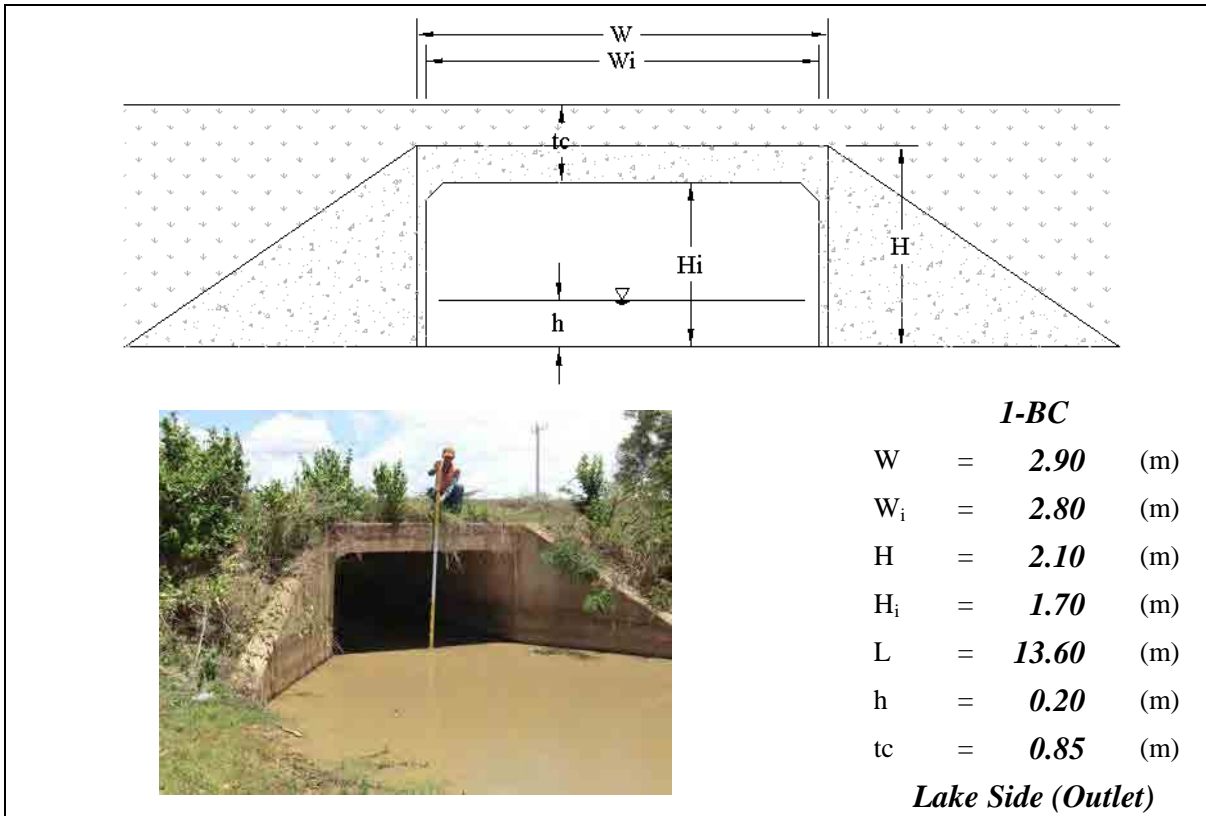 W
Wi
tc
Hi
H
h
1-BC
W = 2.90 (m)
Wi = 2.80 (m)
H = 2.10 (m)
Hi = 1.70 (m)
L = 13.60 (m)
h = 0.20 (m)
tc = 0.85 (m)
Lake Side (Outlet)